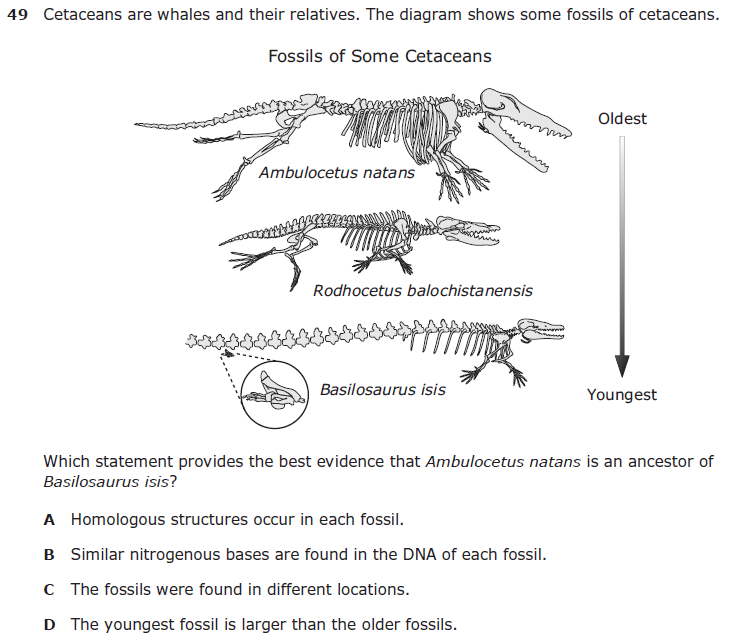 49 Cetaceans are whales and their relatives. The diagram shows some fossils of cetaceans.
Fossils of Some Cetaceans
Oldest
Ambulocetus natans
Rodhocetus balochistanensis
Basilosaurus isis
Youngest
Which statement provides the best evidence that Ambulocetus natans is an ancestor of
Basilosaurus isis?
A Homologous structures occur in each fossil.
B Similar nitrogenous bases are found in the DNA of each fossil.
C The fossils were found in different locations.
D The youngest fossil is larger than the older fossils.